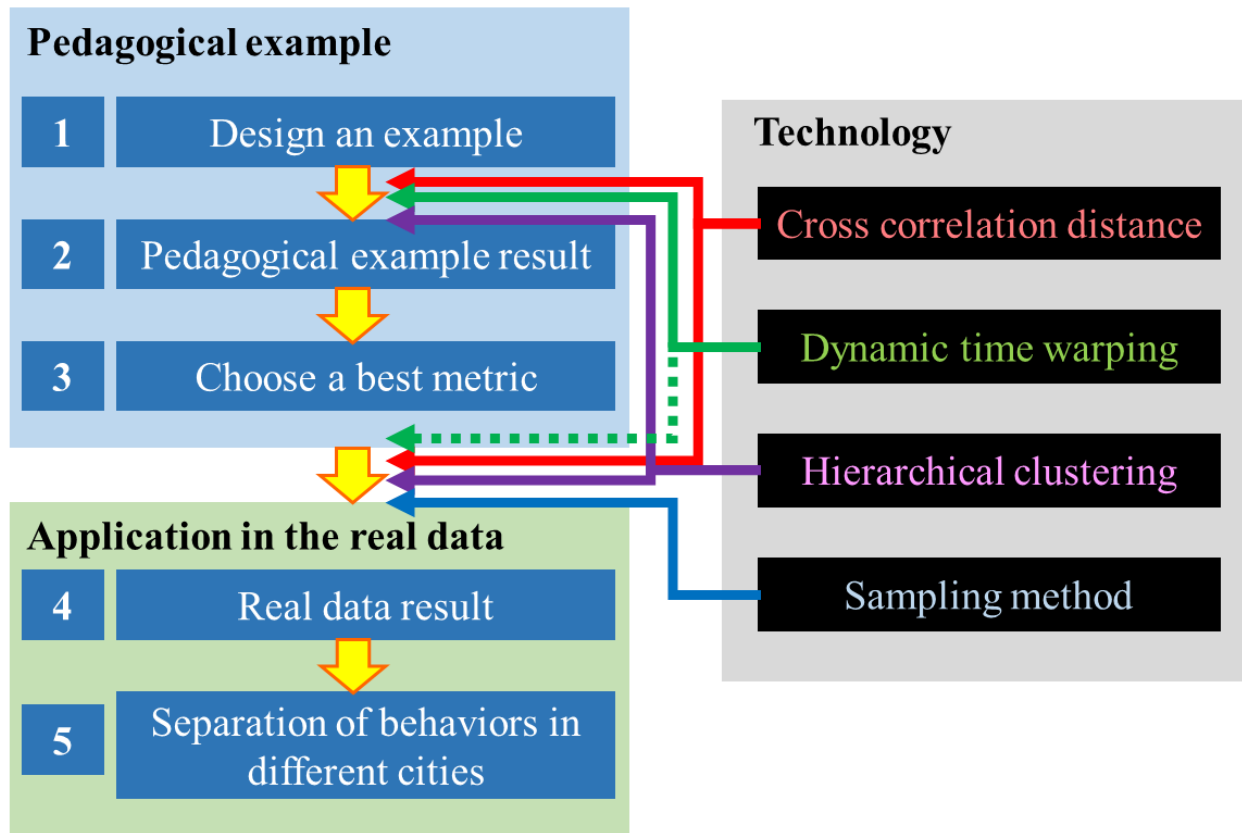 Pedagogical example
1
Design an example
2
Pedagogical example result
3
Choose a best metric
Application in the real data
4
Real data result
5
Separation of behaviors in
different cities
Technology
Cross correlation distance
Dynamic time warping
Hierarchical clustering
Sampling method